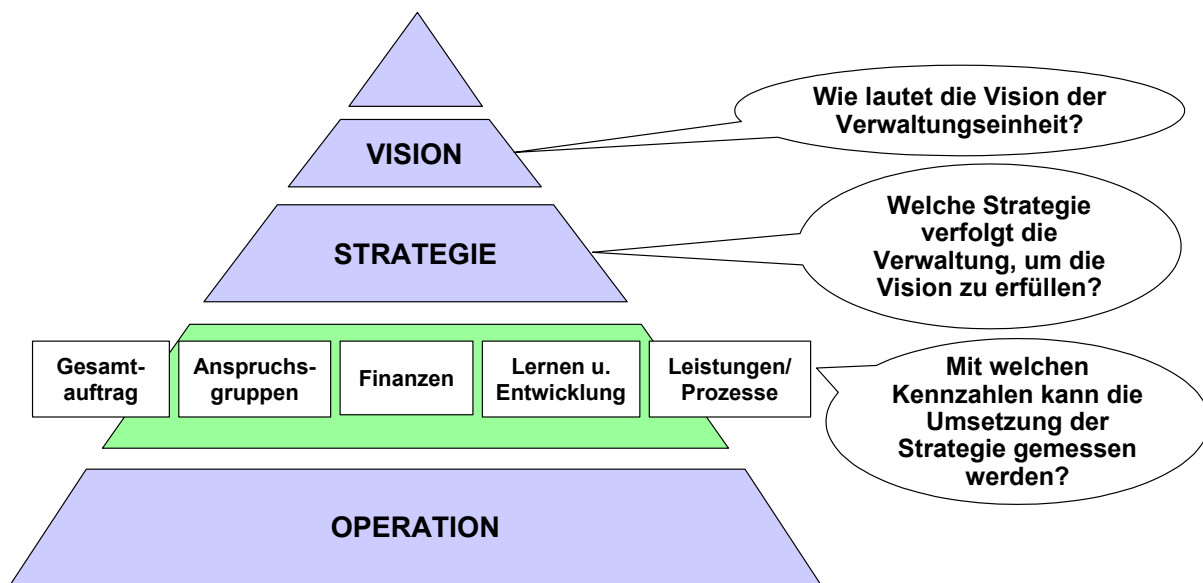 Wie lautet die Vision der
Verwaltungseinheit?
VISION
Welche Strategie
verfolgt die
Verwaltung, um die
Vision zu erfüllen?
STRATEGIE
Gesamt-
auftrag
Anspruchs-
gruppen
Finanzen
Lernen u.
Entwicklung
Leistungen/
Prozesse
Mit welchen
Kennzahlen kann die
Umsetzung der
Strategie gemessen
werden?
OPERATION